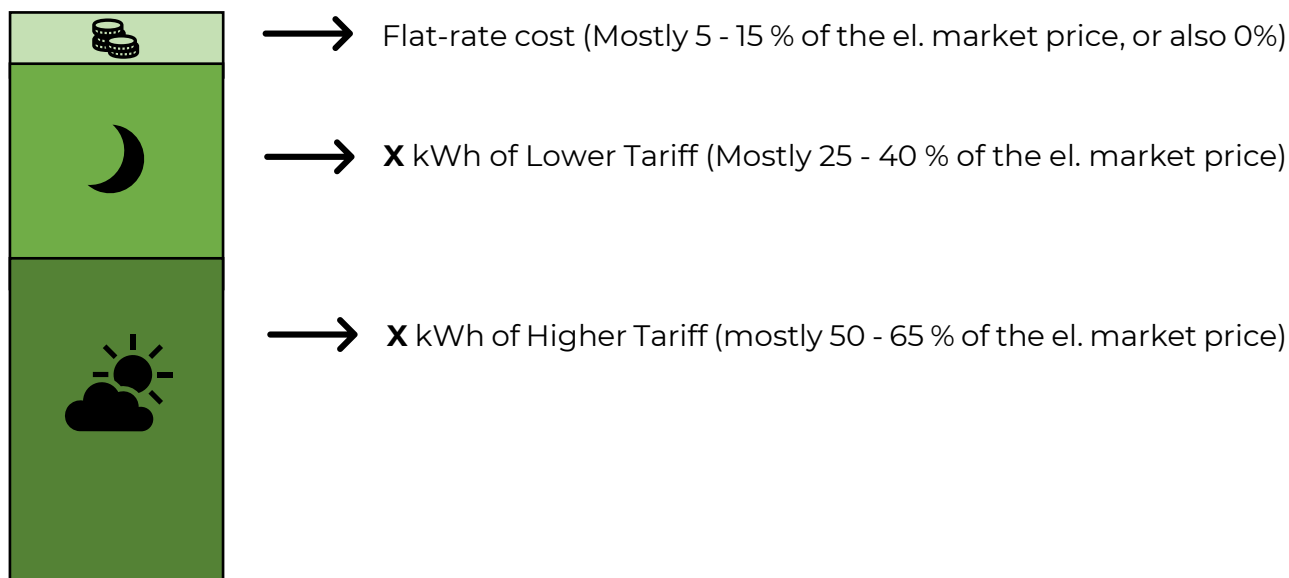 Flat-rate cost (Mostly 5 - 15 % of the el. market price, or also 0%)
X kWh of Lower Tariff (Mostly 25 - 40 % of the el. market price)
X kWh of Higher Tariff (mostly 50 - 65 % of the el. market price)